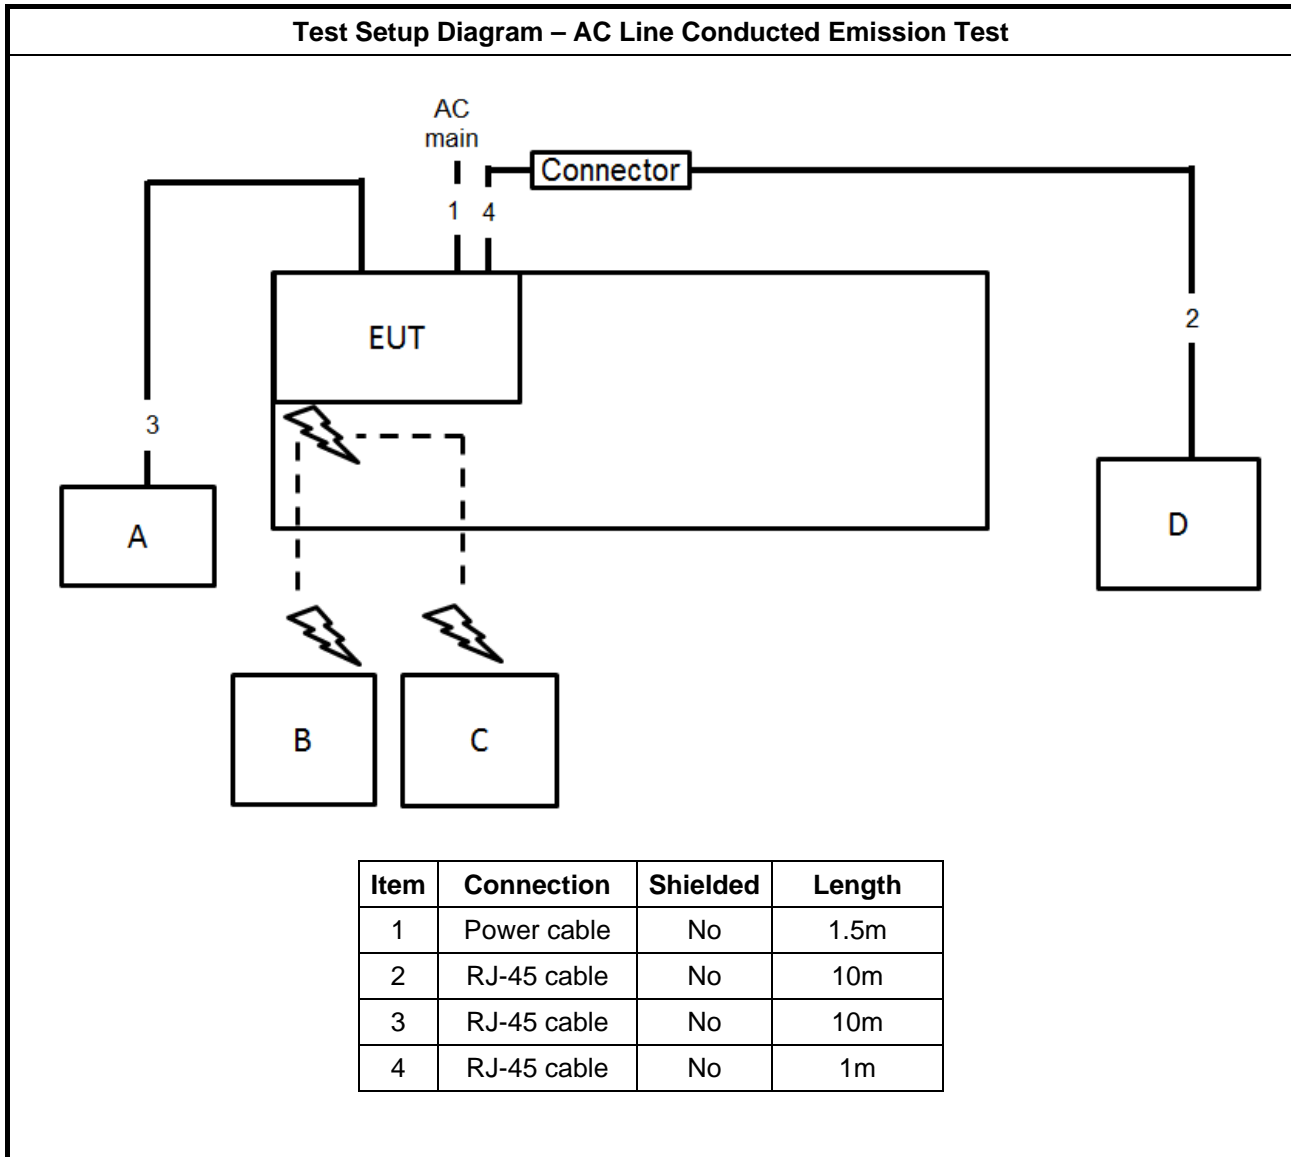 Test Setup Diagram – AC Line Conducted Emission Test
AC
main
Connector
1 4
EUT
2
3
A
D
B
C
Item Connection Shielded Length
1 Power cable No 1.5m
2 RJ-45 cable No 10m
3 RJ-45 cable No 10m
4 RJ-45 cable No 1m